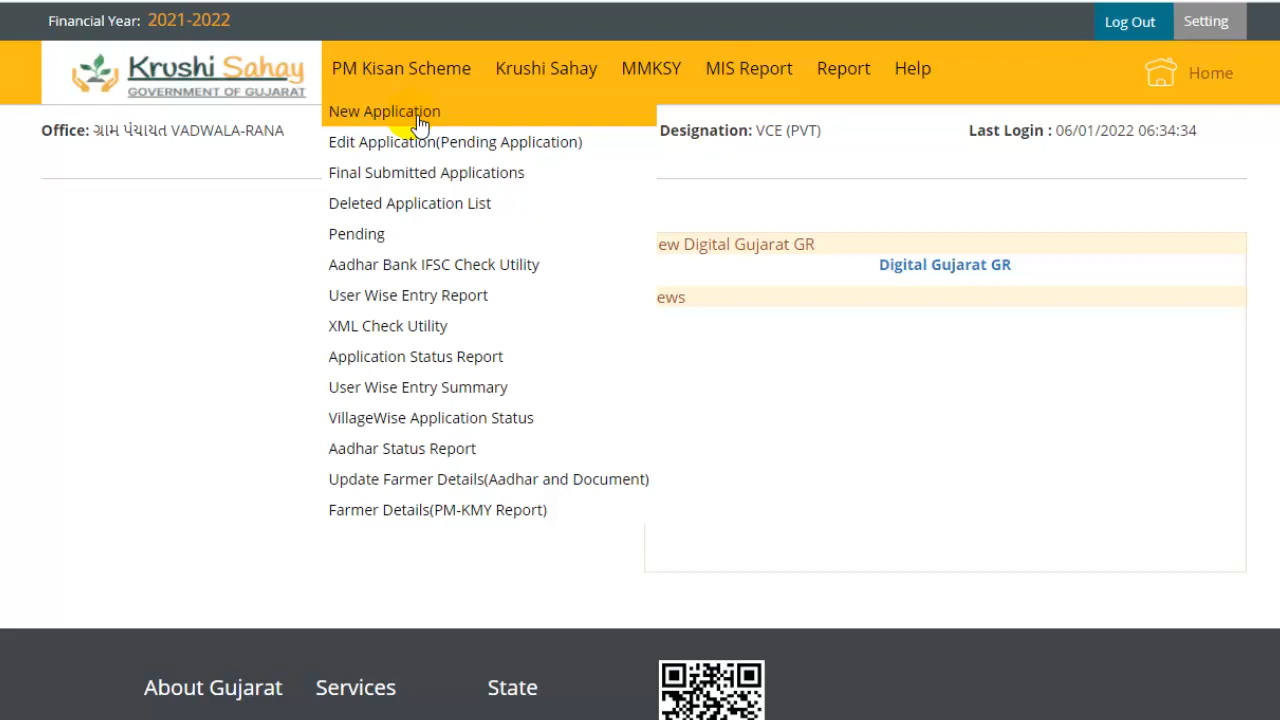 Financial Year: 2021-2022
Log Out
Setting
Krushi Sahay
GOVERNMENT OF GUJARAT
PM Kisan Scheme Krushi Sahay MMKSY MIS Report Report Help
Home
New Application
Office: ગ્રામ પંચાયત VADWALA-RANA
Designation: VCE (PVT)
Last Login : 06/01/2022 06:34:34
Edit Application(Pending Application)
Final Submitted Applications
Deleted Application List
Pending
Aadhar Bank IFSC Check Utility
User Wise Entry Report
XML Check Utility
Application Status Report
User Wise Entry Summary
VillageWise Application Status
Aadhar Status Report
Update Farmer Details(Aadhar and Document)
Farmer Details(PM-KMY Report)
ew Digital Gujarat GR
Digital Gujarat GR
ews
About Gujarat
Services
State